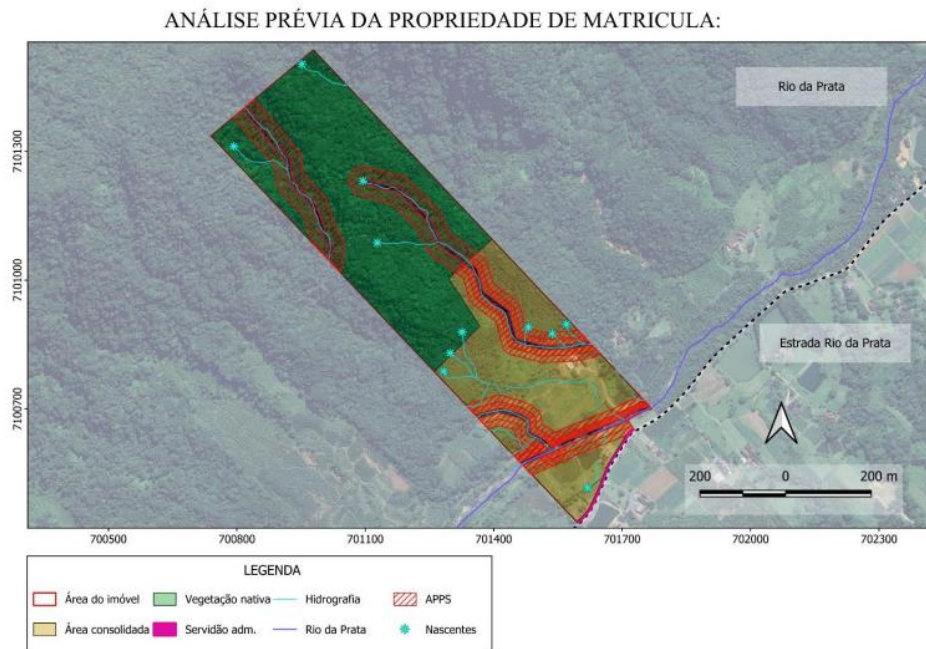 ANÁLISE PRÉVIA DA PROPRIEDADE DE MATRICULA:
Rio da Prata
7101300
7101000
Estrada Rio da Prata
7100700
200 0 200 m
700500 700800 701100 701400 701700 702000 702300
LEGENDA
Área do imóvel Vegetação nativa Hidrografia APPS
Área consolidada Servidão adm. Rio da Prata Nascentes